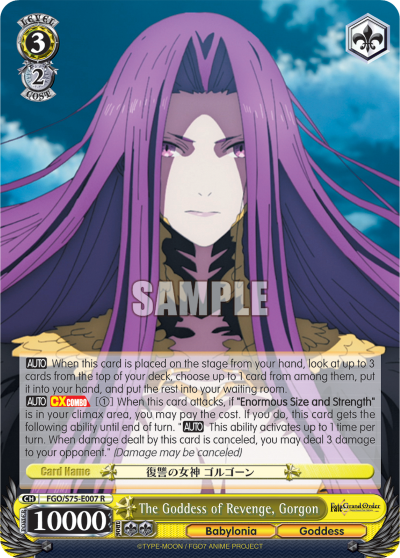 LEVEL
3
2
COST
SAMPLE
AUTO When this card is placed on the stage from your hand, look at up to 3
cards from the top of your deck, choose up to 1 card from among them, put
it into your hand, and put the rest into your waiting room.
AUTO CXCOMBO [(1)] When this card attacks, if "Enormous Size and Strength"
is in your climax area, you may pay the cost. If you do, this card gets the
following ability until end of turn. "AUTO This ability activates up to 1 time per
turn. When damage dealt by this card is canceled, you may deal 3 damage
to your opponent." (Damage may be canceled)
Card Name
復讐の女神 ゴルゴーン
CH FGO/S75-E007 R
The Goddess of Revenge, Gorgon
Fate/Grand Order
POWER
10000
SOUL
Babylonia
Goddess
©TYPE-MOON / FGO7 ANIME PROJECT